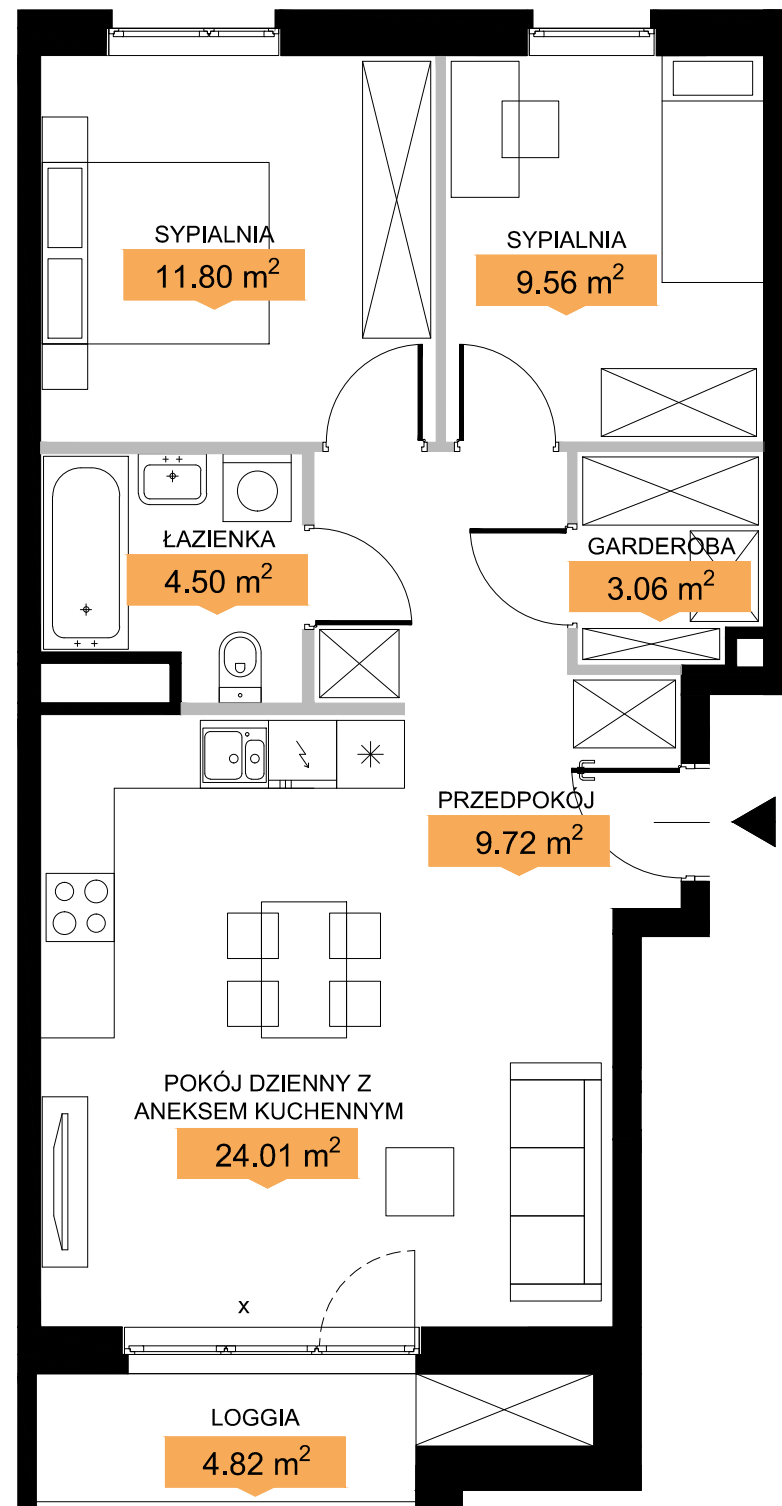 SYPIALNIA
11.80 m²
SYPIALNIA
9.56 m²
ŁAZIENKA
4.50 m²
GARDEROBA
3.06 m²
PRZEDPOKÓJ
9.72 m²
POKÓJ DZIENNY Z
ANEKSEM KUCHENNYM
24.01 m²
x
LOGGIA
4.82 m²